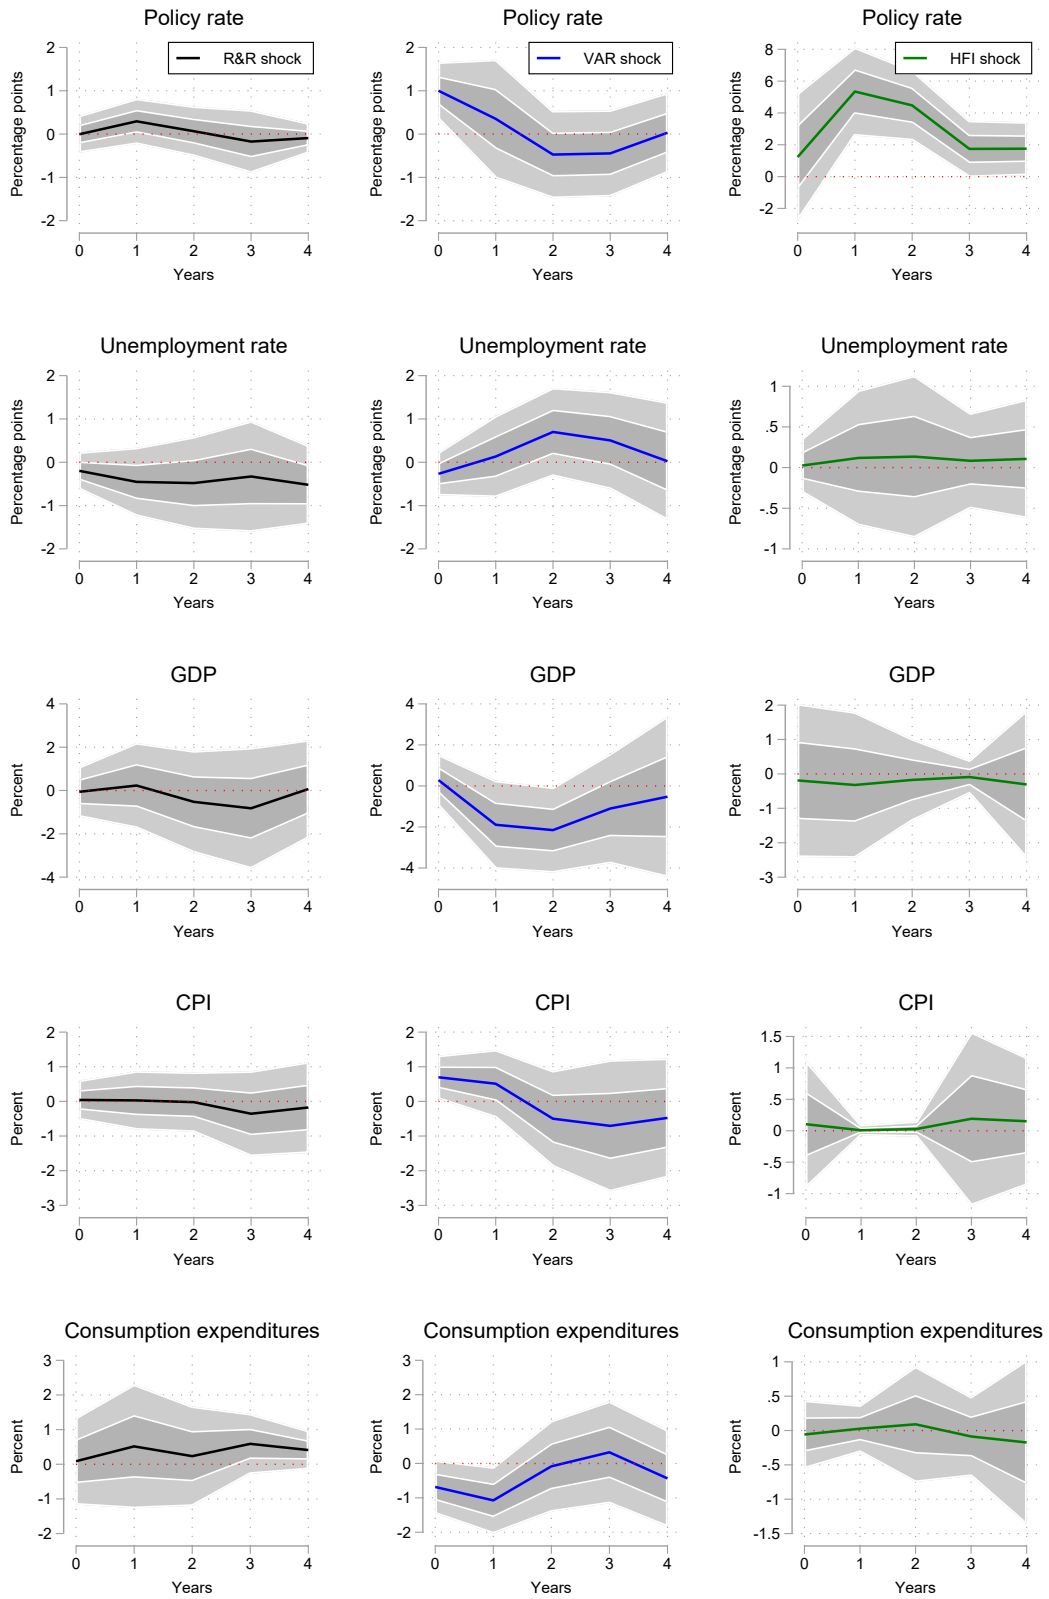 Policy rate
Policy rate
Policy rate
R&R shock
VAR shock
HFI shock
Percentage points
2
1
0
-1
-2
0 1 2 3 4
Years
Percentage points
2
1
0
-1
-2
0 1 2 3 4
Years
Percentage points
8
6
4
2
0
-2
0 1 2 3 4
Years
Unemployment rate
Unemployment rate
Unemployment rate
Percentage points
2
1
0
-1
-2
0 1 2 3 4
Years
Percentage points
2
1
0
-1
-2
0 1 2 3 4
Years
Percentage points
1
.5
0
-.5
-1
0 1 2 3 4
Years
GDP
GDP
GDP
Percent
4
2
0
-2
-4
0 1 2 3 4
Years
Percent
4
2
0
-2
-4
0 1 2 3 4
Years
Percent
2
1
0
-1
-2
-3
0 1 2 3 4
Years
CPI
CPI
CPI
Percent
2
1
0
-1
-2
-3
0 1 2 3 4
Years
Percent
2
1
0
-1
-2
-3
0 1 2 3 4
Years
Percent
1.5
1
.5
0
-.5
-1
0 1 2 3 4
Years
Consumption expenditures
Consumption expenditures
Consumption expenditures
Percent
3
2
1
0
-1
-2
0 1 2 3 4
Years
Percent
3
2
1
0
-1
-2
0 1 2 3 4
Years
Percent
1
.5
0
-.5
-1
-1.5
0 1 2 3 4
Years